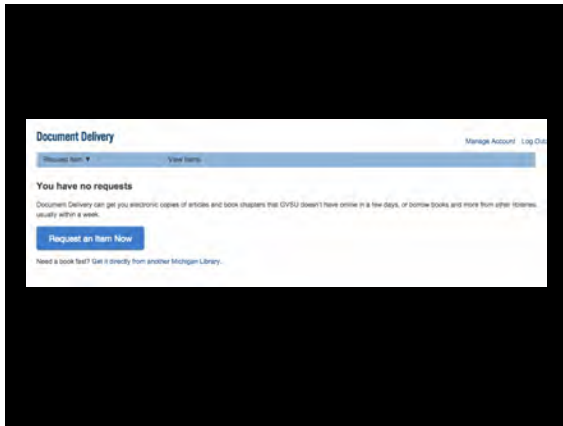 Document Delivery
Manage Account Log Out
Request Item ▼ View Items
You have no requests
Document Delivery can get you electronic copies of articles and book chapters that GVSU doesn't have online in a few days, or borrow books and more from other libraries,
usually within a week.
Request an Item Now
Need a book fast? Get it directly from another Michigan Library.